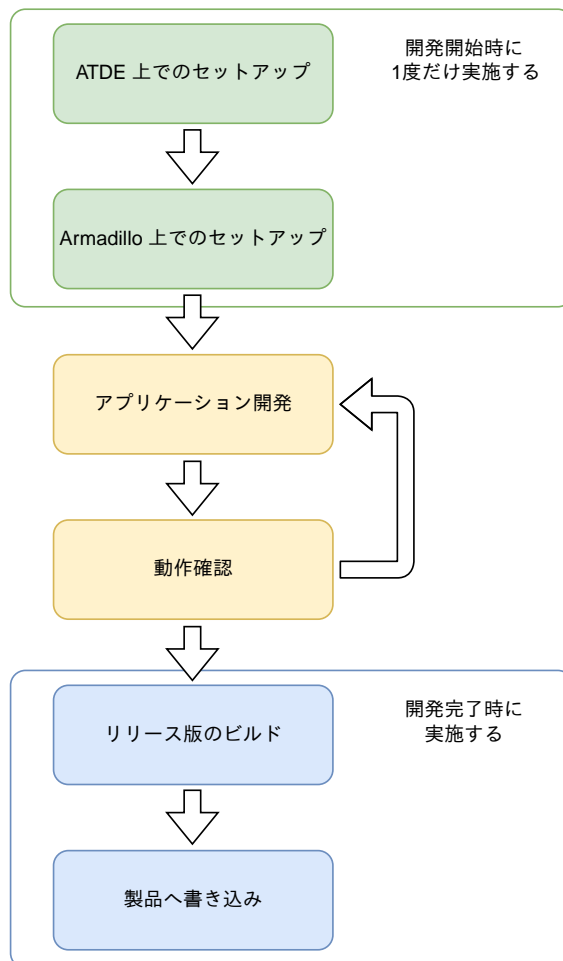 ATDE 上でのセットアップ
開発開始時に
1度だけ実施する
Armadillo 上でのセットアップ
アプリケーション開発
動作確認
リリース版のビルド
開発完了時に
実施する
製品へ書き込み